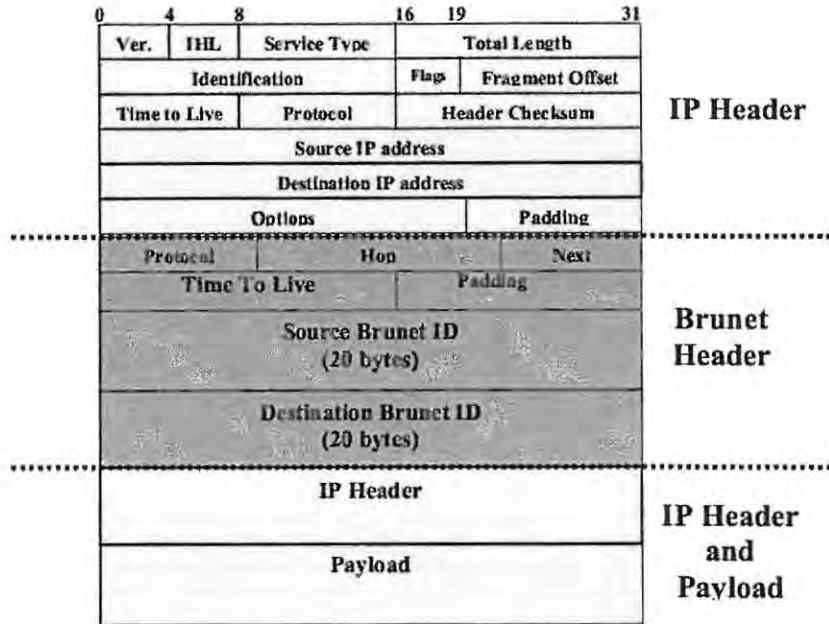 0 4 8 16 19 31
Ver. IHL Service Type Total Length
Identification Flags Fragment Offset
Time to Live Protocol Header Checksum
Source IP address
Destination IP address
Options Padding
IP Header
Protocol Hop Next
Time To Live Padding
Source Brunet ID
(20 bytes)
Destination Brunet ID
(20 bytes)
Brunet
Header
IP Header
Payload
IP Header
and
Payload